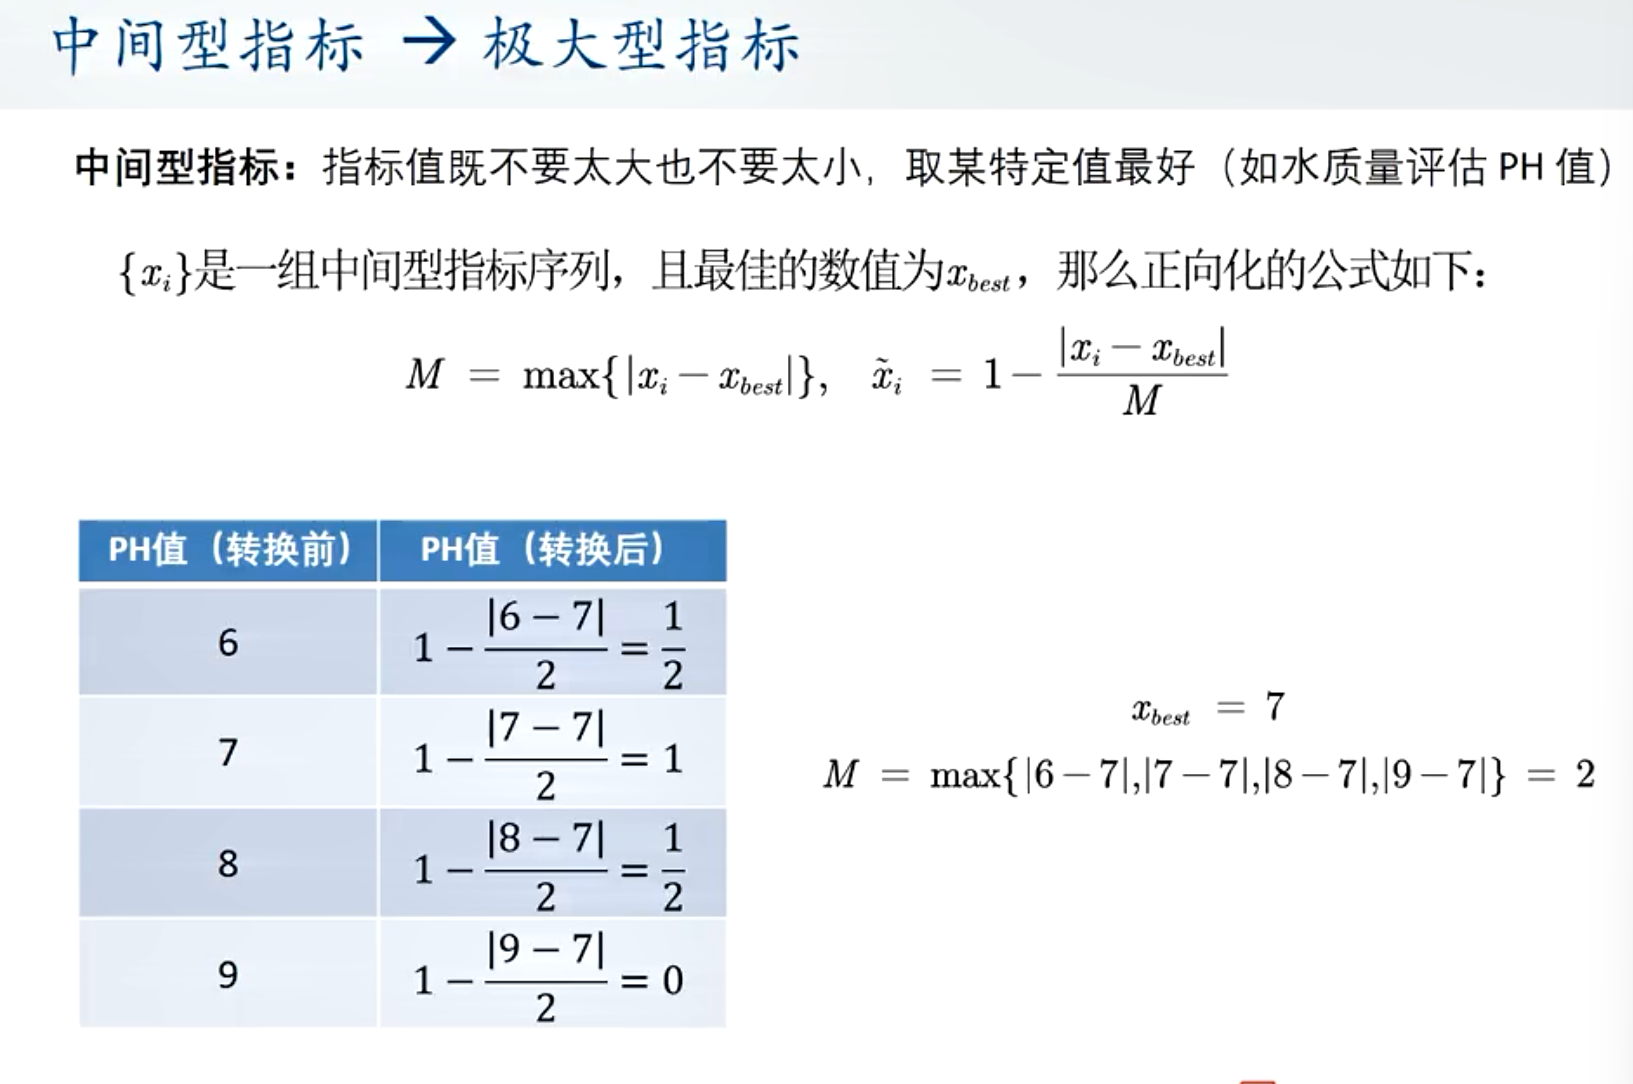 中间型指标 → 极大型指标
中间型指标：指标值既不要太大也不要太小，取某特定值最好（如水质量评估 PH 值）
{x_i}是一组中间型指标序列，且最佳的数值为x_{best}，那么正向化的公式如下：
M = max{|x_i − x_{best}|}, x̃_i = 1 − \frac{|x_i − x_{best}|}{M}
PH值（转换前） PH值（转换后）
6 1 − \frac{|6 − 7|}{2} = \frac{1}{2}
7 1 − \frac{|7 − 7|}{2} = 1
8 1 − \frac{|8 − 7|}{2} = \frac{1}{2}
9 1 − \frac{|9 − 7|}{2} = 0
x_{best} = 7
M = max{|6 − 7|,|7 − 7|,|8 − 7|,|9 − 7|} = 2